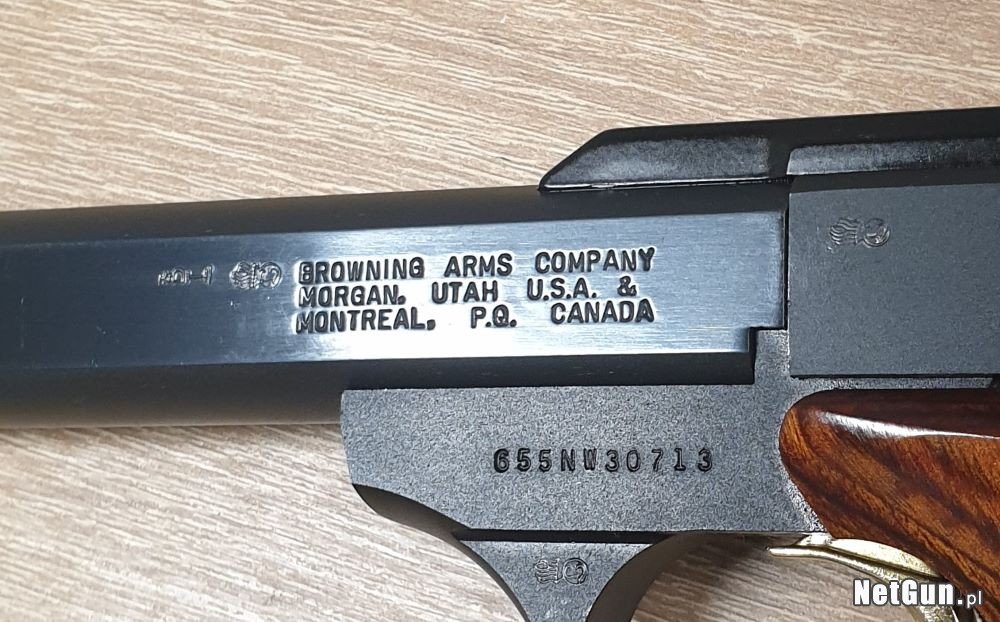 BROWNING ARMS COMPANY
MORGAN. UTAH U.S.A. &
MONTREAL, P.Q. CANADA
655NW30713
NetGun.pl